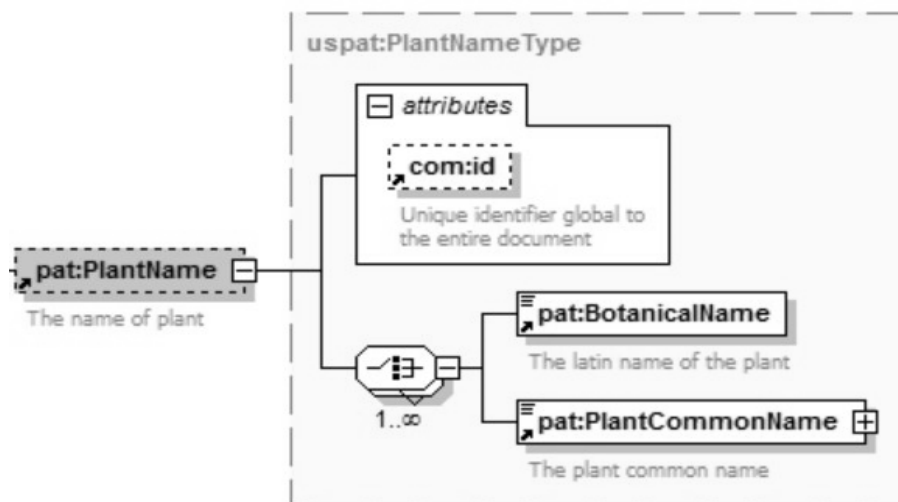 uspat:PlantNameType
attributes
com:id
Unique identifier global to
the entire document
pat:PlantName
The name of plant
pat:BotanicalName
The latin name of the plant
1..∞
pat:PlantCommonName
The plant common name